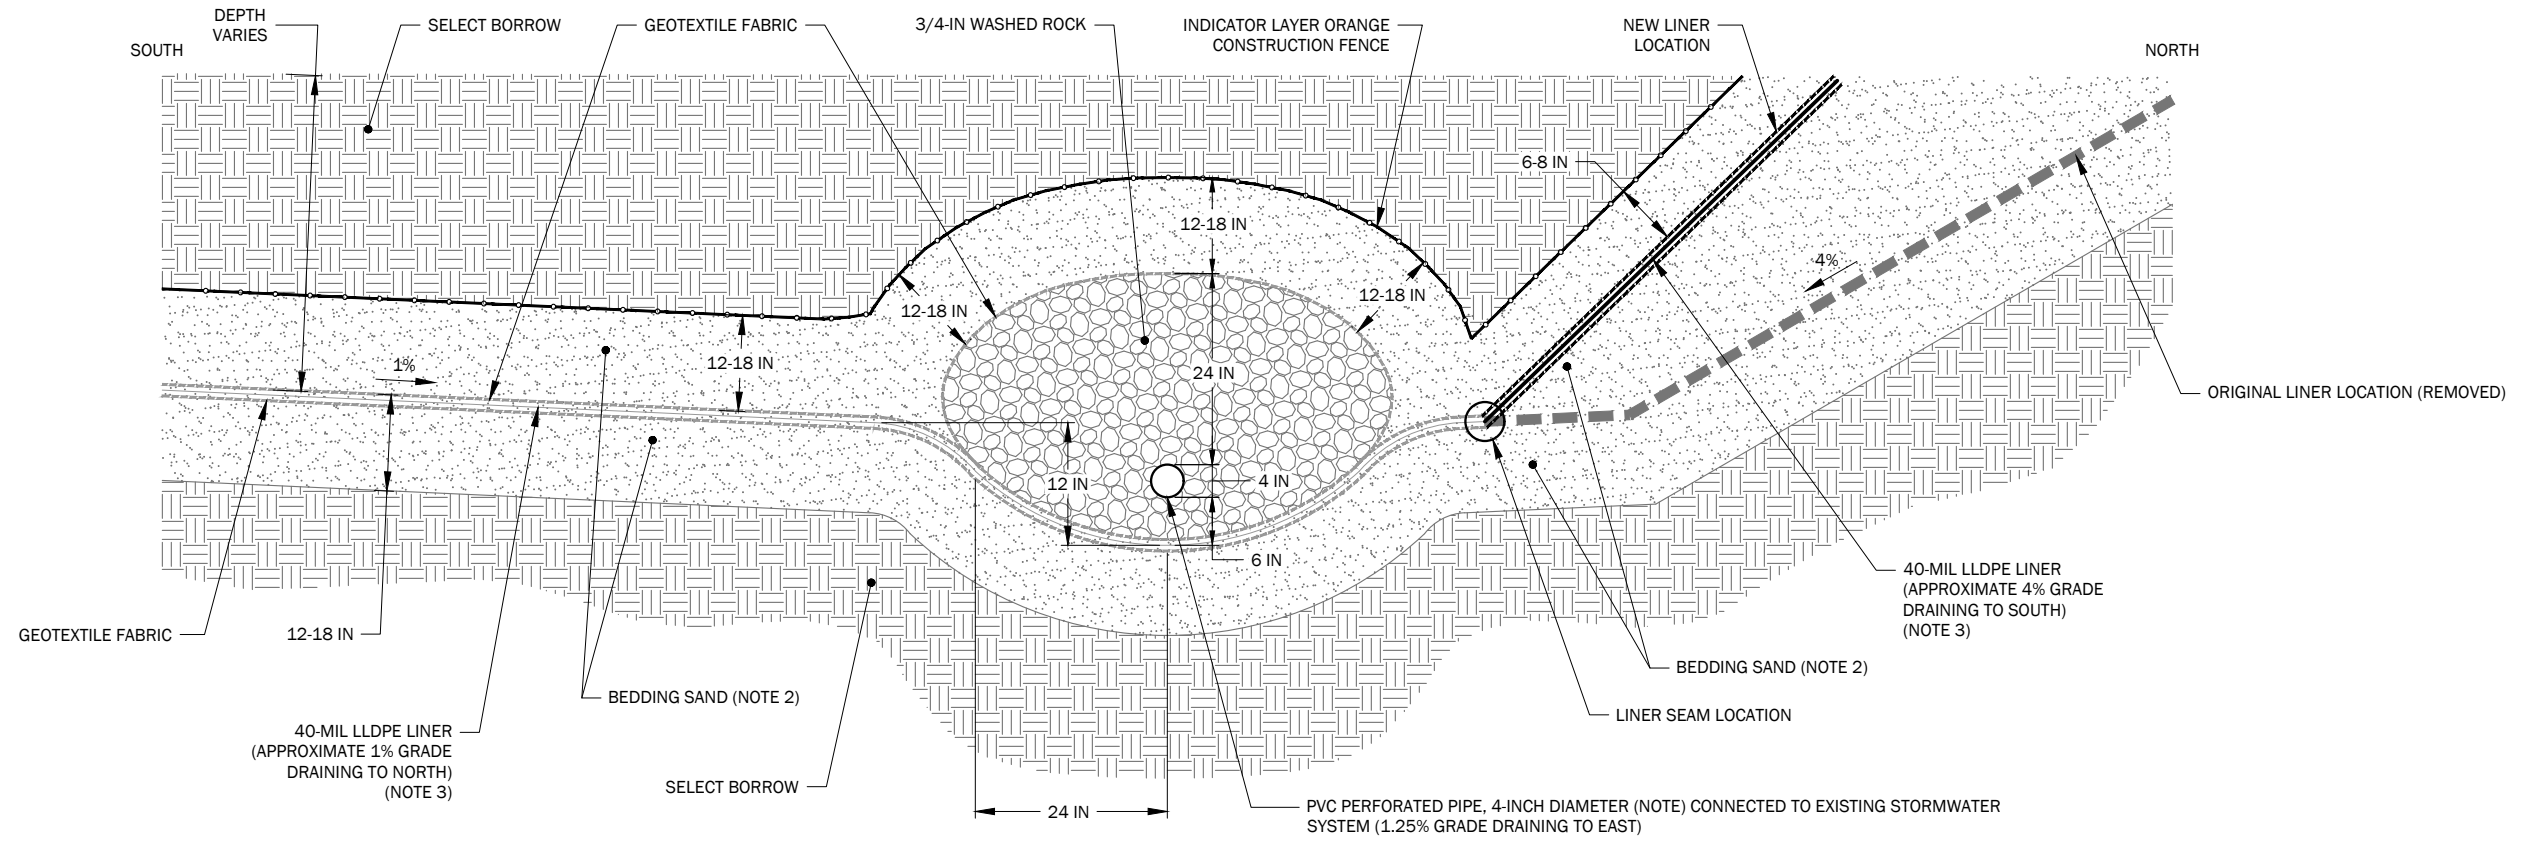 DEPTH
VARIES
SELECT BORROW
GEOTEXTILE FABRIC
3/4-IN WASHED ROCK
INDICATOR LAYER ORANGE
CONSTRUCTION FENCE
NEW LINER
LOCATION
SOUTH
NORTH
6-8 IN
12-18 IN
4%
12-18 IN
12-18 IN
1%
12-18 IN
24 IN
ORIGINAL LINER LOCATION (REMOVED)
12 IN
4 IN
6 IN
40-MIL LLDPE LINER
(APPROXIMATE 4% GRADE
DRAINING TO SOUTH)
(NOTE 3)
GEOTEXTILE FABRIC
12-18 IN
BEDDING SAND (NOTE 2)
BEDDING SAND (NOTE 2)
LINER SEAM LOCATION
40-MIL LLDPE LINER
(APPROXIMATE 1% GRADE
DRAINING TO NORTH)
(NOTE 3)
SELECT BORROW
24 IN
PVC PERFORATED PIPE, 4-INCH DIAMETER (NOTE) CONNECTED TO EXISTING STORMWATER
SYSTEM (1.25% GRADE DRAINING TO EAST)